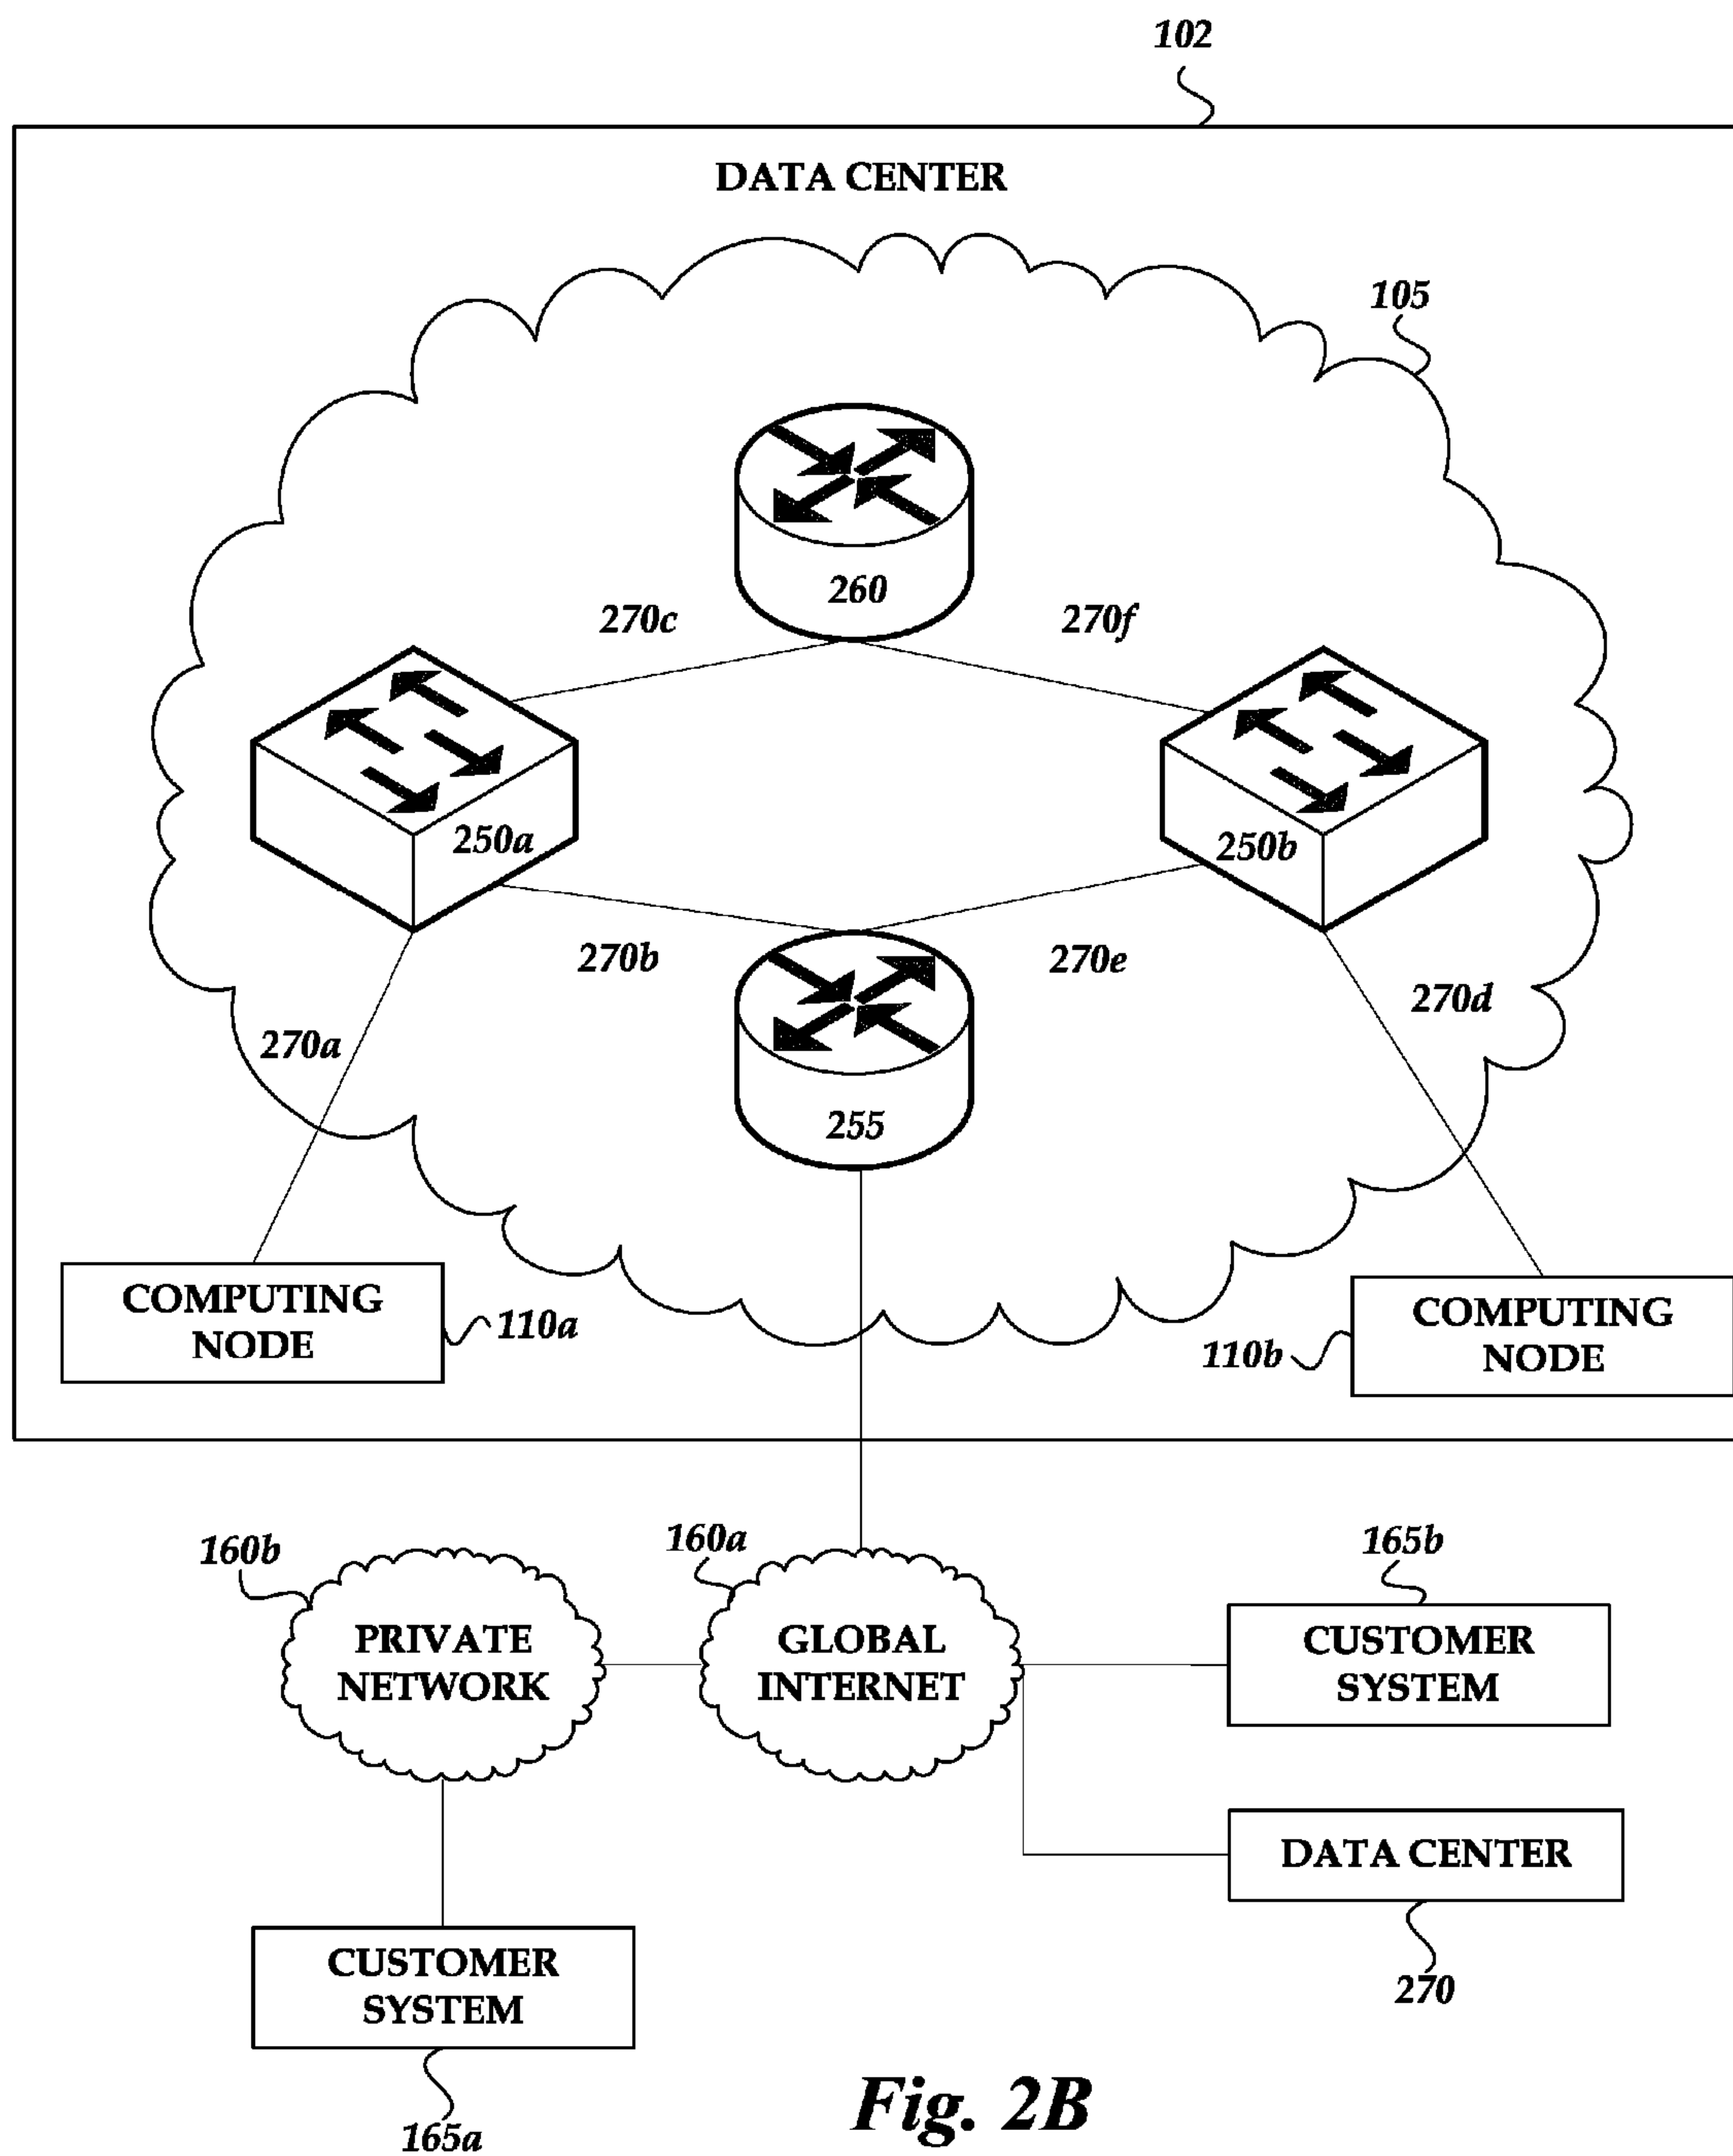 102
DATA CENTER
105
260
270c
270f
250a
250b
270b
270e
270d
270a
255
COMPUTING
NODE
110a
COMPUTING
NODE
110b
160b
160a
165b
PRIVATE
NETWORK
GLOBAL
INTERNET
CUSTOMER
SYSTEM
DATA CENTER
270
CUSTOMER
SYSTEM
165a
Fig. 2B